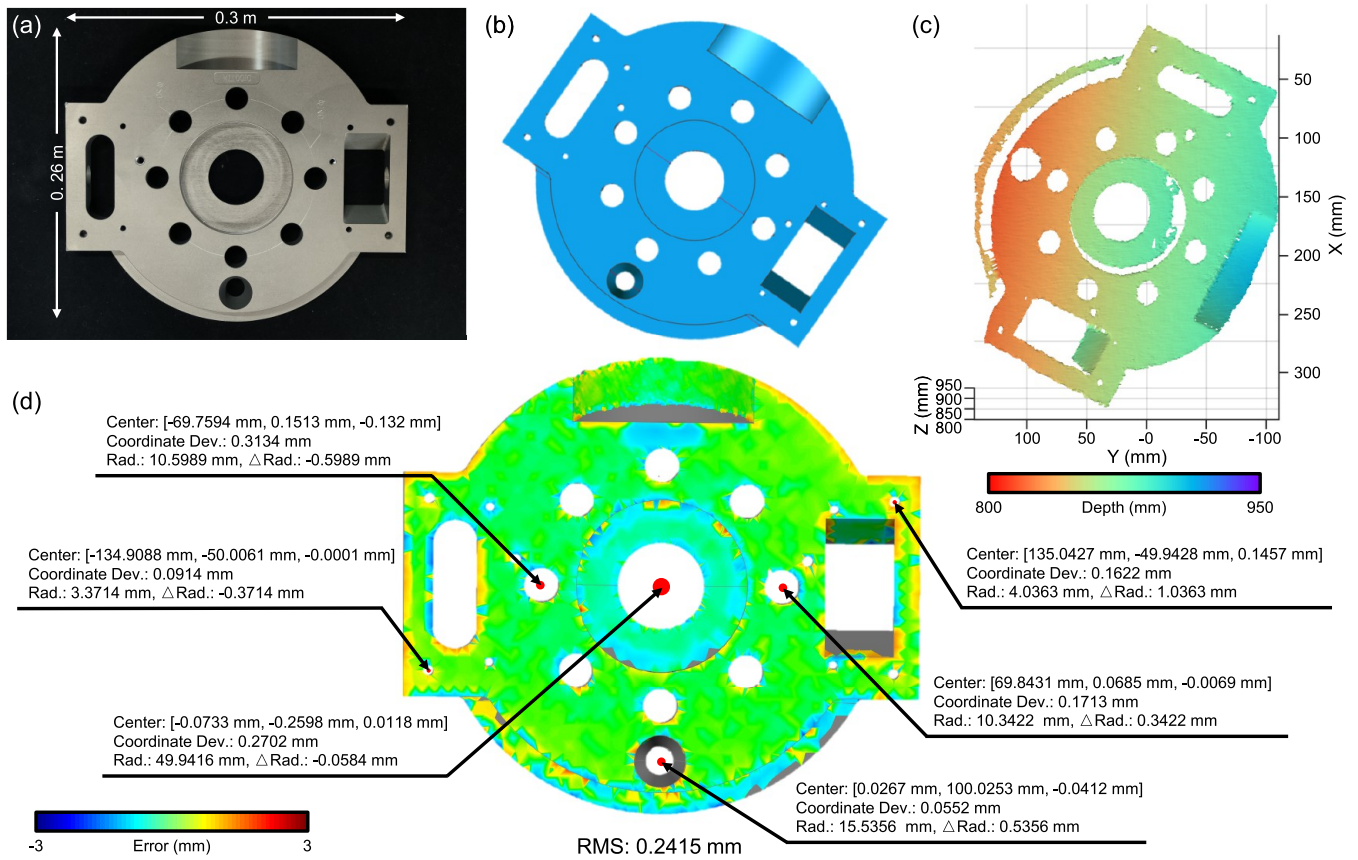 (a)
0.3 m
0. 26 m
(b)
(c)
50
100
150
200
250
300
X (mm)
950
900
850
800
Z (mm)
100
50
-0
-50
-100
Y (mm)
800
Depth (mm)
950
(d)
Center: [-69.7594 mm, 0.1513 mm, -0.132 mm]
Coordinate Dev.: 0.3134 mm
Rad.: 10.5989 mm, △Rad.: -0.5989 mm
Center: [-134.9088 mm, -50.0061 mm, -0.0001 mm]
Coordinate Dev.: 0.0914 mm
Rad.: 3.3714 mm, △Rad.: -0.3714 mm
Center: [-0.0733 mm, -0.2598 mm, 0.0118 mm]
Coordinate Dev.: 0.2702 mm
Rad.: 49.9416 mm, △Rad.: -0.0584 mm
Center: [135.0427 mm, -49.9428 mm, 0.1457 mm]
Coordinate Dev.: 0.1622 mm
Rad.: 4.0363 mm, △Rad.: 1.0363 mm
Center: [69.8431 mm, 0.0685 mm, -0.0069 mm]
Coordinate Dev.: 0.1713 mm
Rad.: 10.3422 mm, △Rad.: 0.3422 mm
Center: [0.0267 mm, 100.0253 mm, -0.0412 mm]
Coordinate Dev.: 0.0552 mm
Rad.: 15.5356 mm, △Rad.: 0.5356 mm
-3
Error (mm)
3
RMS: 0.2415 mm